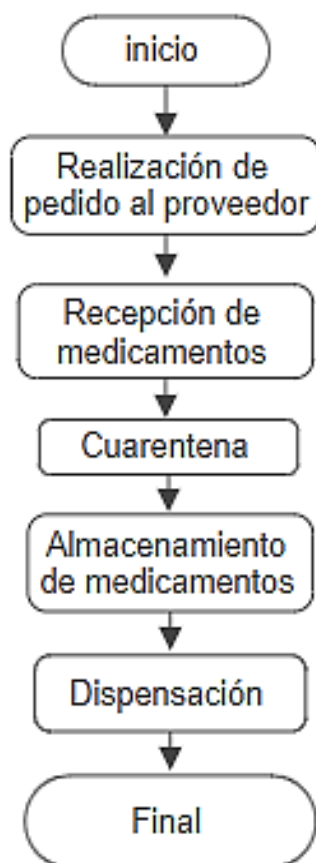 inicio
Realización de
pedido al proveedor
Recepción de
medicamentos
Cuarentena
Almacenamiento
de medicamentos
Dispensación
Final